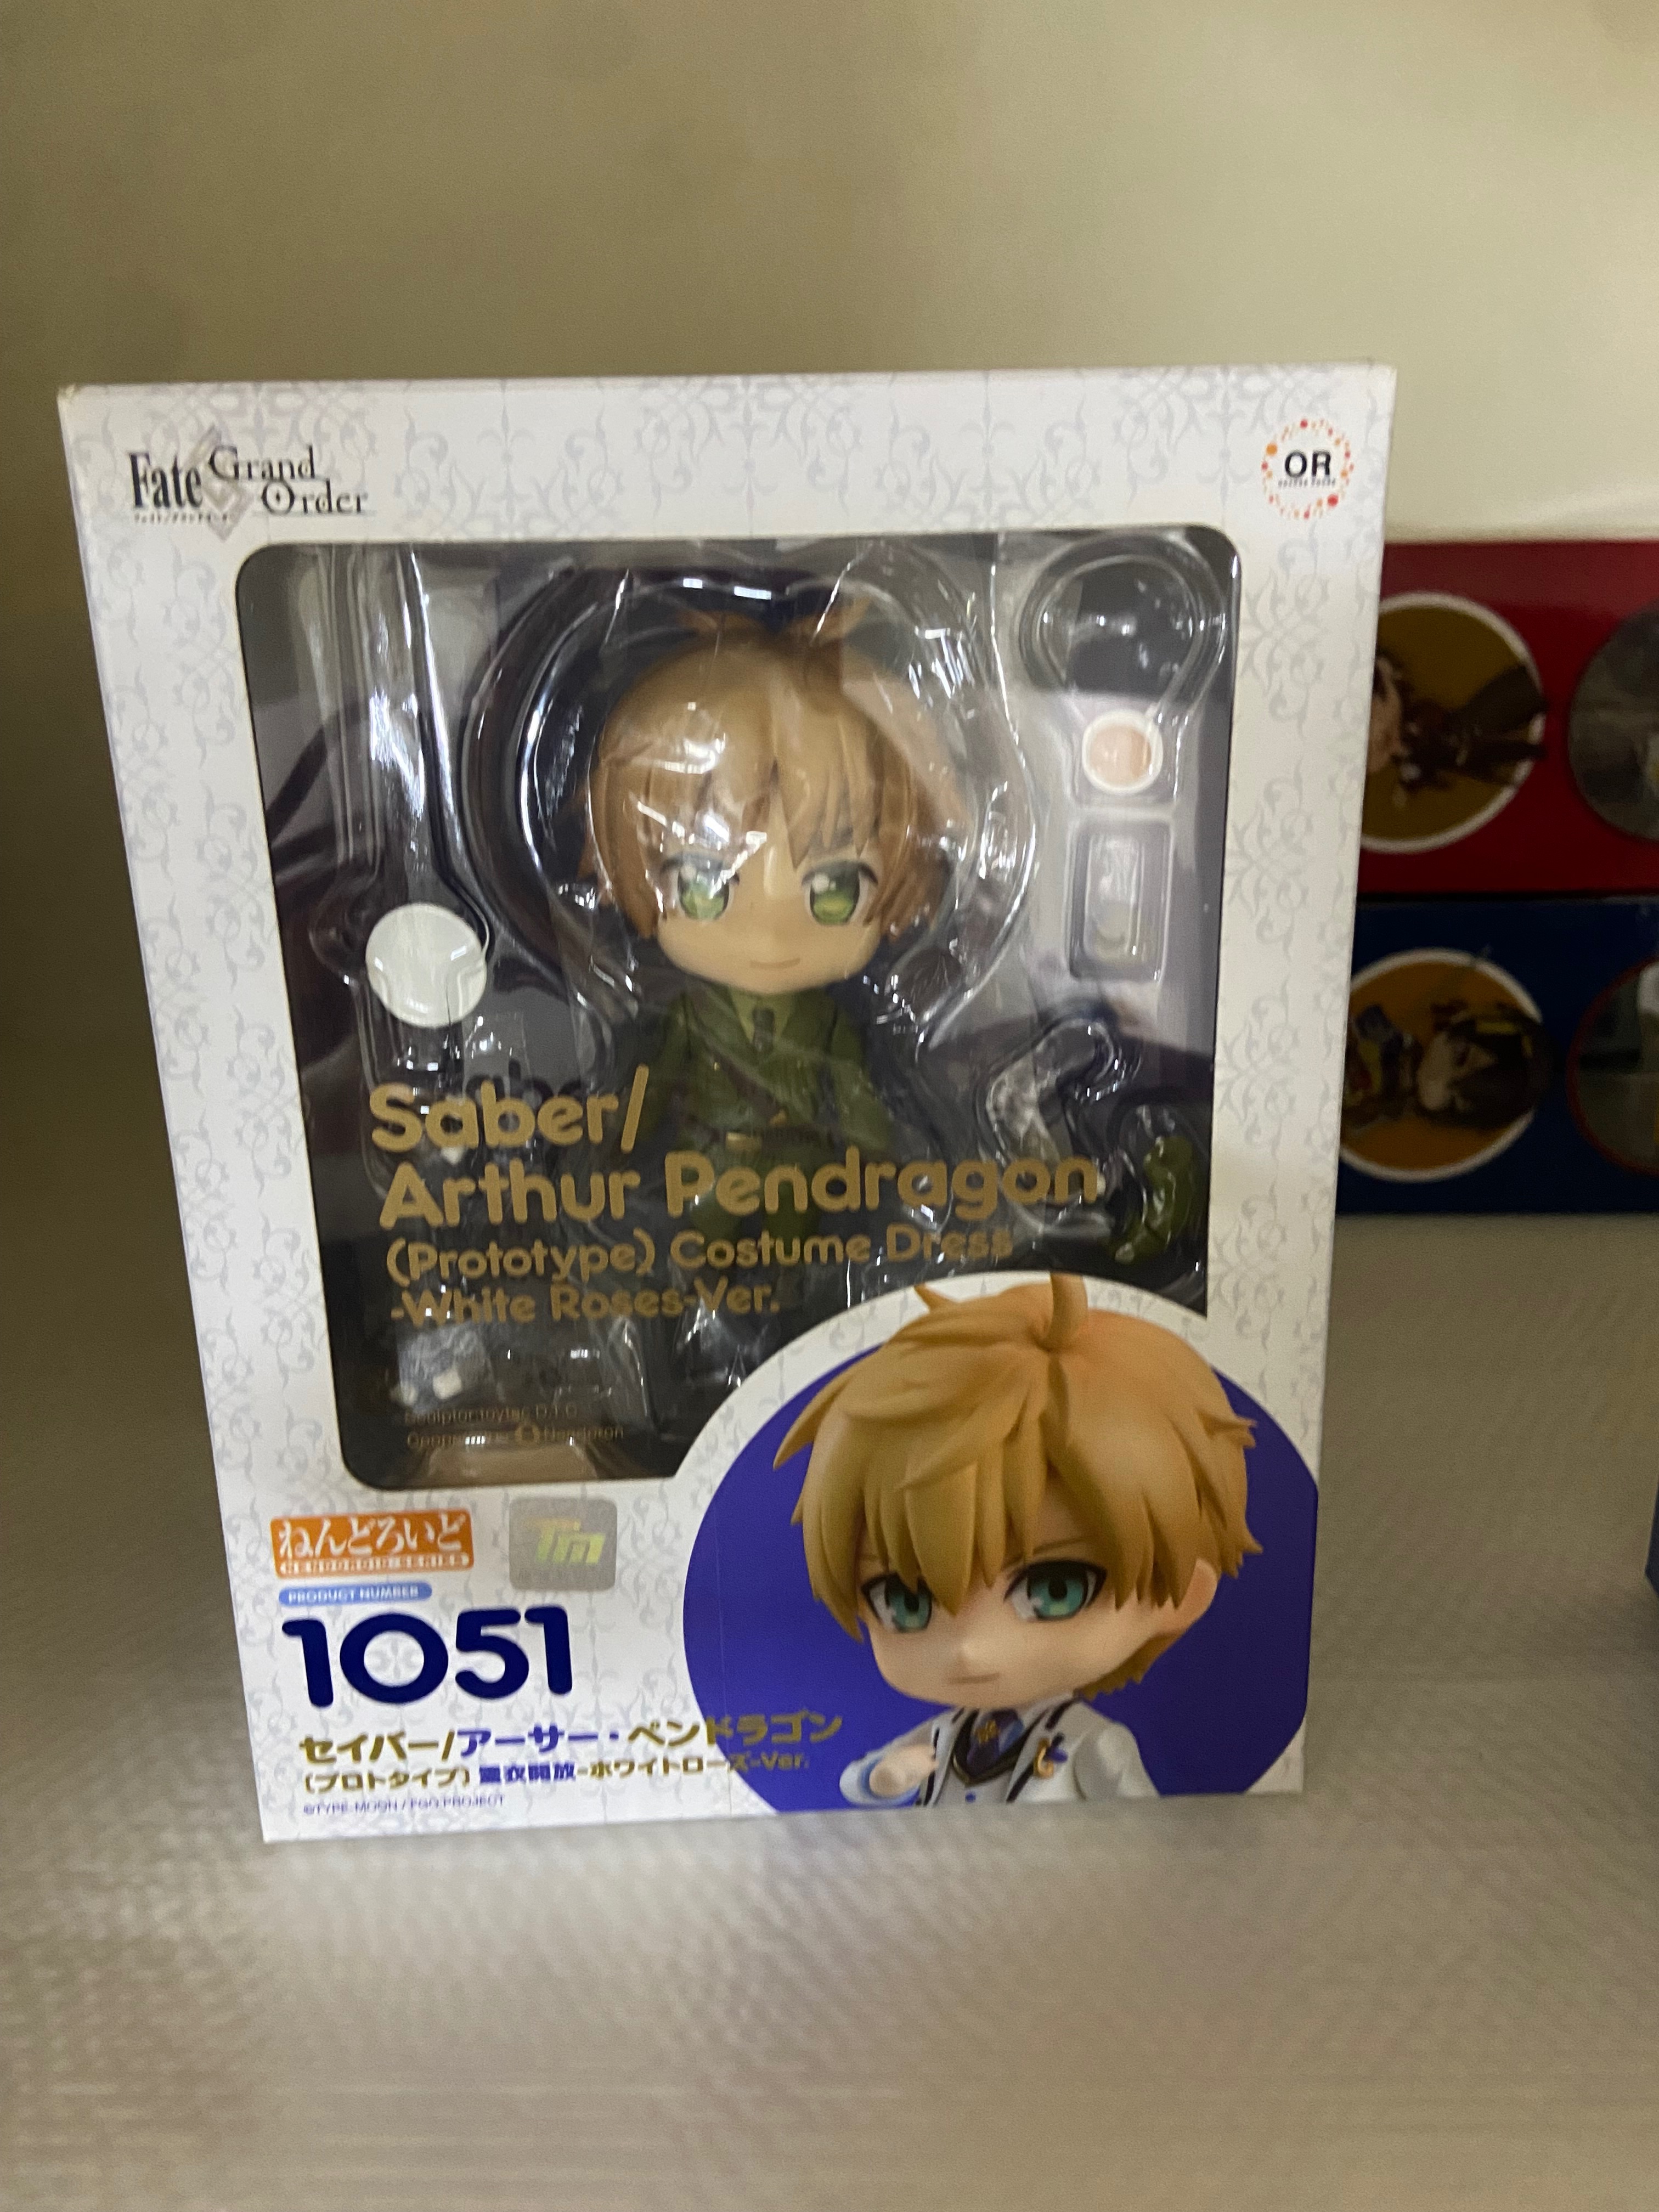 Fate Grand
Order
OR
Saber/
Arthur Pendragon
(Prototype) Costume Dress
-White Roses-Ver.
ねんどろいど
NENDOROID SERIES
PRODUCT NUMBER
1051
セイバー/アーサー・ペンドラゴン
〔プロトタイプ〕 霊衣開放-ホワイトローズ-Ver.
©TYPE-MOON / FGO PROJECT